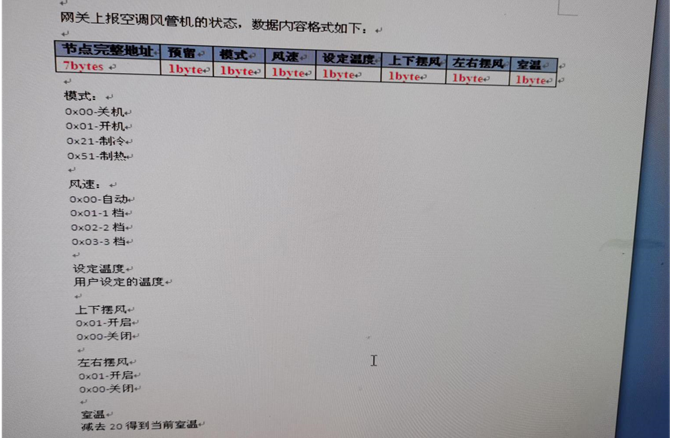 网关上报空调风管机的状态，数据内容格式如下：
节点完整地址 预留 模式 风速 设定温度 上下摆风 左右摆风 室温
7bytes 1byte 1byte 1byte 1byte 1byte 1byte 1byte
模式：
0x00-关机
0x01-开机
0x21-制冷
0x51-制热
风速：
0x00-自动
0x01-1 档
0x02-2 档
0x03-3 档
设定温度
用户设定的温度
上下摆风
0x01-开启
0x00-关闭
左右摆风
0x01-开启
0x00-关闭
室温
减去 20 得到当前室温